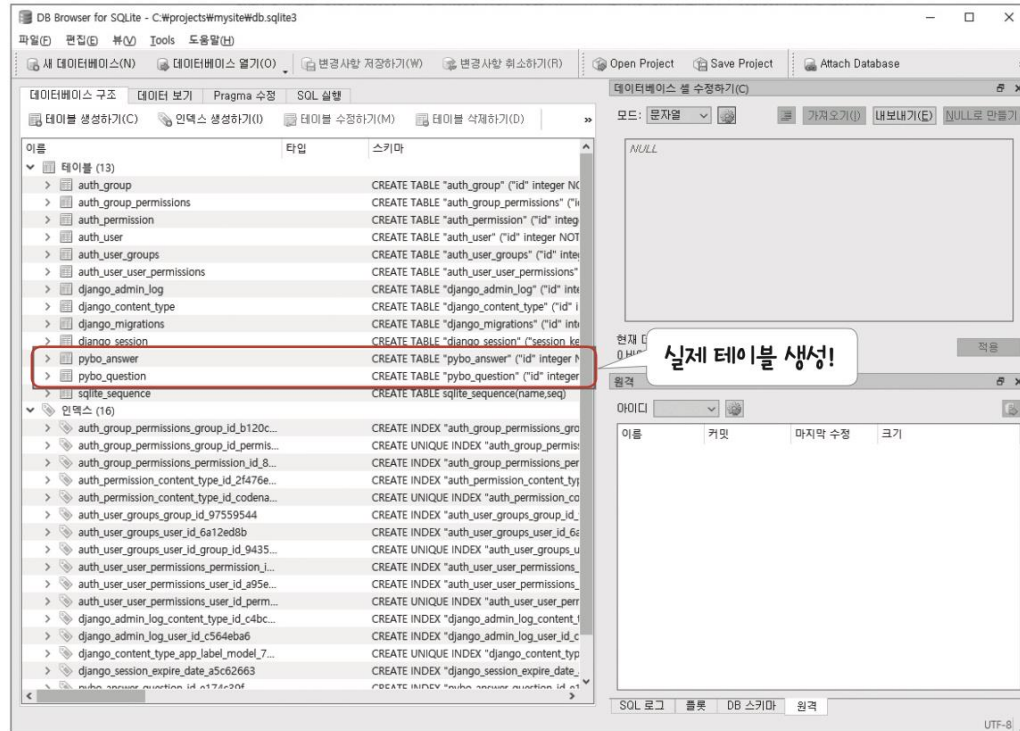 DB Browser for SQLite - C:₩projects₩mysite₩db.sqlite3
파일(F) 편집(E) 뷰(V) Tools 도움말(H)
새 데이터베이스(N) 데이터베이스 열기(O) 변경사항 저장하기(W) 변경사항 취소하기(R) Open Project Save Project Attach Database
데이터베이스 구조 데이터 보기 Pragma 수정 SQL 실행
테이블 생성하기(C) 인덱스 생성하기(I) 테이블 수정하기(M) 테이블 삭제하기(D) »
이름 타입 스키마
테이블 (13)
auth_group CREATE TABLE "auth_group" ("id" integer NO
auth_group_permissions CREATE TABLE "auth_group_permissions" ("i
auth_permission CREATE TABLE "auth_permission" ("id" integ
auth_user CREATE TABLE "auth_user" ("id" integer NOT
auth_user_groups CREATE TABLE "auth_user_groups" ("id" inte
auth_user_user_permissions CREATE TABLE "auth_user_user_permissions"
django_admin_log CREATE TABLE "django_admin_log" ("id" inte
django_content_type CREATE TABLE "django_content_type" ("id" i
django_migrations CREATE TABLE "django_migrations" ("id" int
django_session CREATE TABLE "django_session" ("session_ke
pybo_answer CREATE TABLE "pybo_answer" ("id" integer N
pybo_question CREATE TABLE "pybo_question" ("id" integer
sqlite_sequence CREATE TABLE sqlite_sequence(name,seq)
인덱스 (16)
auth_group_permissions_group_id_b120c... CREATE INDEX "auth_group_permissions_gro
auth_group_permissions_group_id_permis... CREATE UNIQUE INDEX "auth_group_permiss
auth_group_permissions_permission_id_8... CREATE INDEX "auth_group_permissions_per
auth_permission_content_type_id_2f476e... CREATE INDEX "auth_permission_content_typ
auth_permission_content_type_id_codena... CREATE UNIQUE INDEX "auth_permission_co
auth_user_groups_group_id_97559544 CREATE INDEX "auth_user_groups_group_id_
auth_user_groups_user_id_6a12ed8b CREATE INDEX "auth_user_groups_user_id_6a
auth_user_groups_user_id_group_id_9435... CREATE UNIQUE INDEX "auth_user_groups_u
auth_user_user_permissions_permission_i... CREATE INDEX "auth_user_user_permissions_
auth_user_user_permissions_user_id_a95e... CREATE INDEX "auth_user_user_permissions_
auth_user_user_permissions_user_id_perm... CREATE UNIQUE INDEX "auth_user_user_perr
django_admin_log_content_type_id_c4bc... CREATE INDEX "django_admin_log_content_t
django_admin_log_user_id_c564eba6 CREATE INDEX "django_admin_log_user_id_c
django_content_type_app_label_model_7... CREATE UNIQUE INDEX "django_content_typ
django_session_expire_date_a5c62663 CREATE INDEX "django_session_expire_date_
pybo_answer_question_id_e174c39f CREATE INDEX "pybo_answer_question_id_e1
데이터베이스 셀 수정하기(C)
모드: 문자열 가져오기(I) 내보내기(E) NULL로 만들기
NULL
현재 적용
실제 테이블 생성!
원격
아이디
이름 커밋 마지막 수정 크기
SQL 로그 플롯 DB 스키마 원격
UTF-8